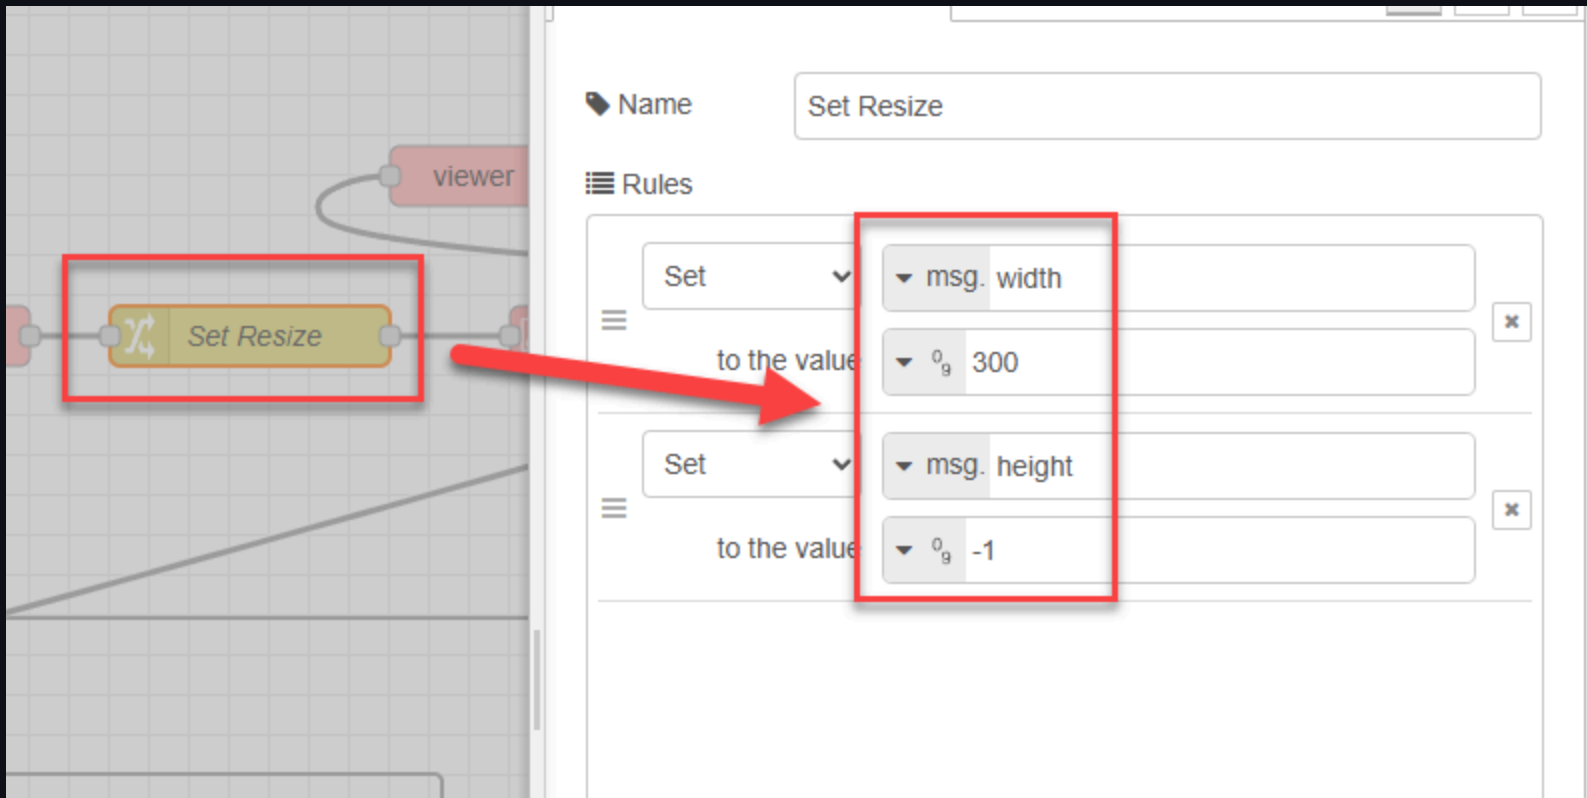 Name
Set Resize
Rules
viewer
Set
msg. width
Set Resize
to the value
300
Set
msg. height
to the value
-1